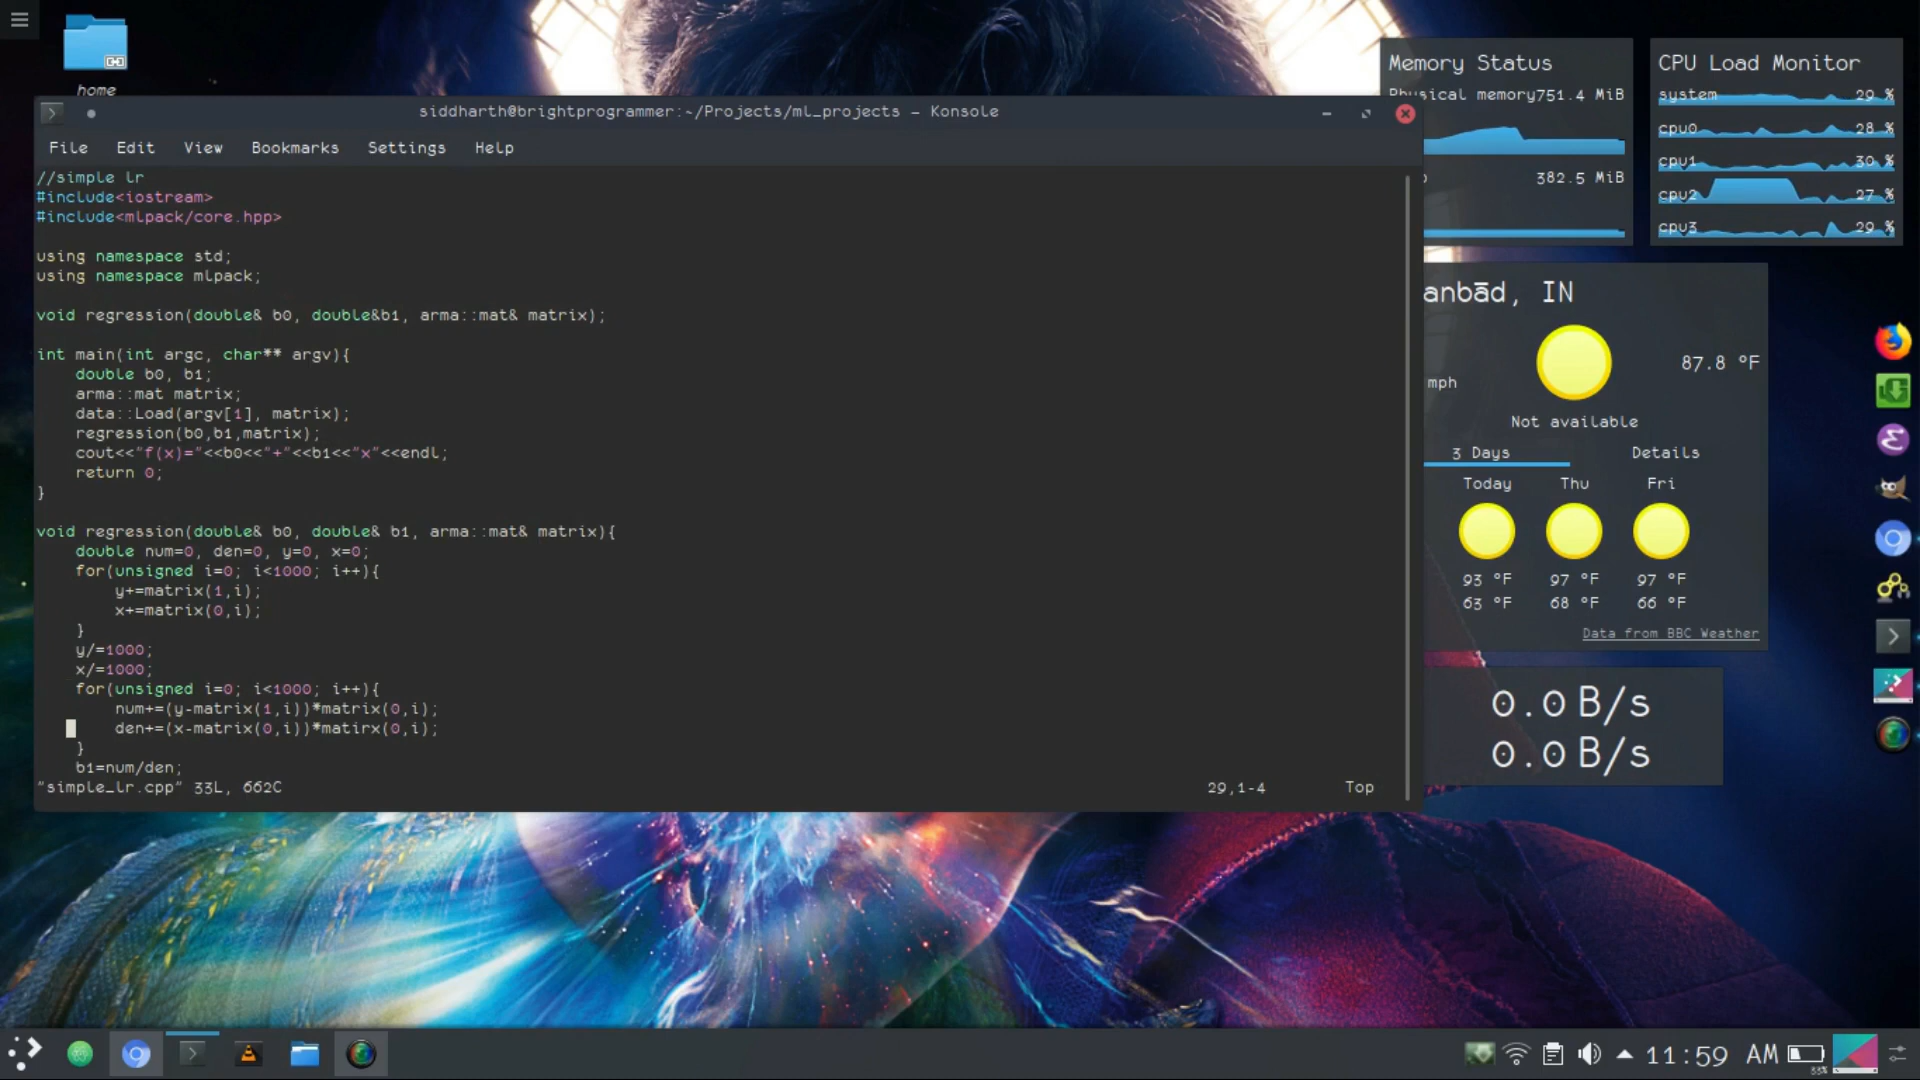 home
siddharth@brightprogrammer:~/Projects/ml_projects – Konsole
File Edit View Bookmarks Settings Help
//simple lr
#include<iostream>
#include<mlpack/core.hpp>
using namespace std;
using namespace mlpack;
void regression(double& b0, double&b1, arma::mat& matrix);
int main(int argc, char** argv){
double b0, b1;
arma::mat matrix;
data::Load(argv[1], matrix);
regression(b0,b1,matrix);
cout<<"f(x)="<<b0<<"+"<<b1<<"x"<<endl;
return 0;
}
void regression(double& b0, double& b1, arma::mat& matrix){
double num=0, den=0, y=0, x=0;
for(unsigned i=0; i<1000; i++){
y+=matrix(1,i);
x+=matrix(0,i);
}
y/=1000;
x/=1000;
for(unsigned i=0; i<1000; i++){
num+=(y-matrix(1,i))*matrix(0,i);
den+=(x-matrix(0,i))*matirx(0,i);
}
b1=num/den;
"simple_lr.cpp" 33L, 662C 29,1-4 Top
Memory Status
Physical memory751.4 MiB
382.5 MiB
CPU Load Monitor
system 29 %
cpu0 28 %
cpu1 30 %
cpu2 27 %
cpu3 29 %
anbād, IN
87.8 °F
mph
Not available
3 Days Details
Today Thu Fri
93 °F 97 °F 97 °F
63 °F 68 °F 66 °F
Data from BBC Weather
0.0 B/s
0.0 B/s
11:59 AM
33%